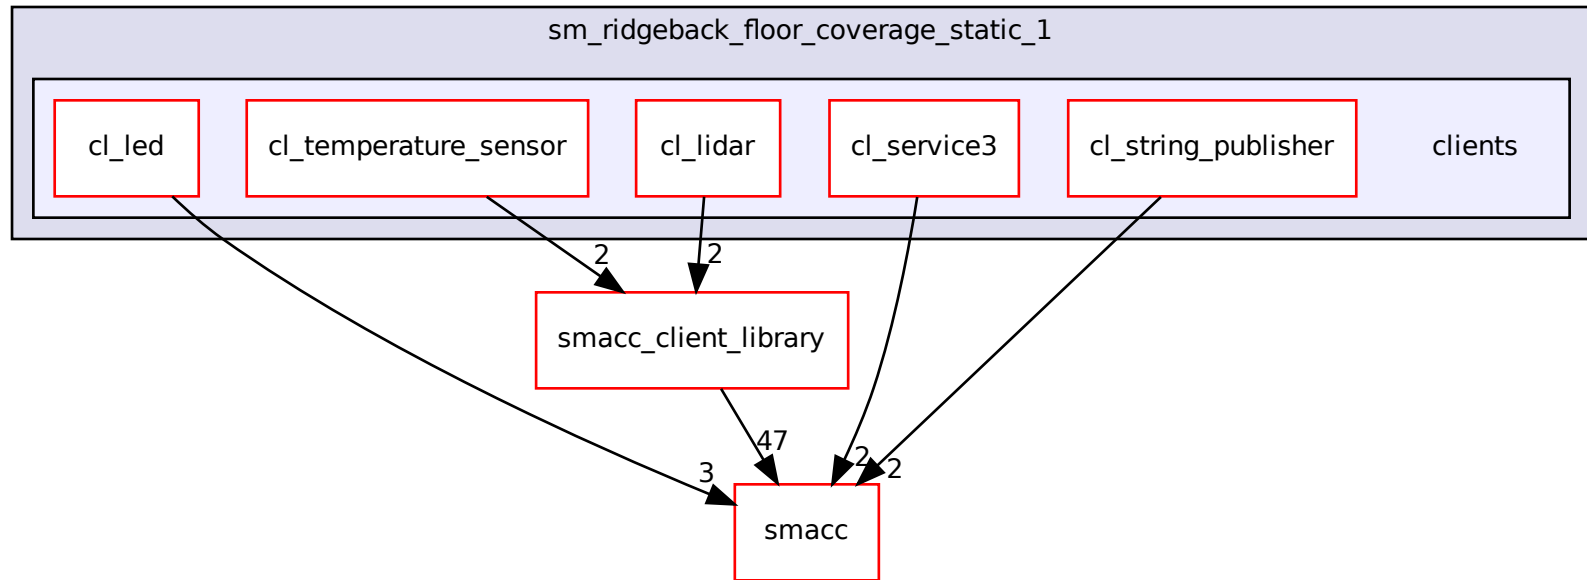 sm_ridgeback_floor_coverage_static_1
cl_led
cl_temperature_sensor
cl_lidar
cl_service3
cl_string_publisher
clients
2
2
smacc_client_library
47
3
2
2
smacc